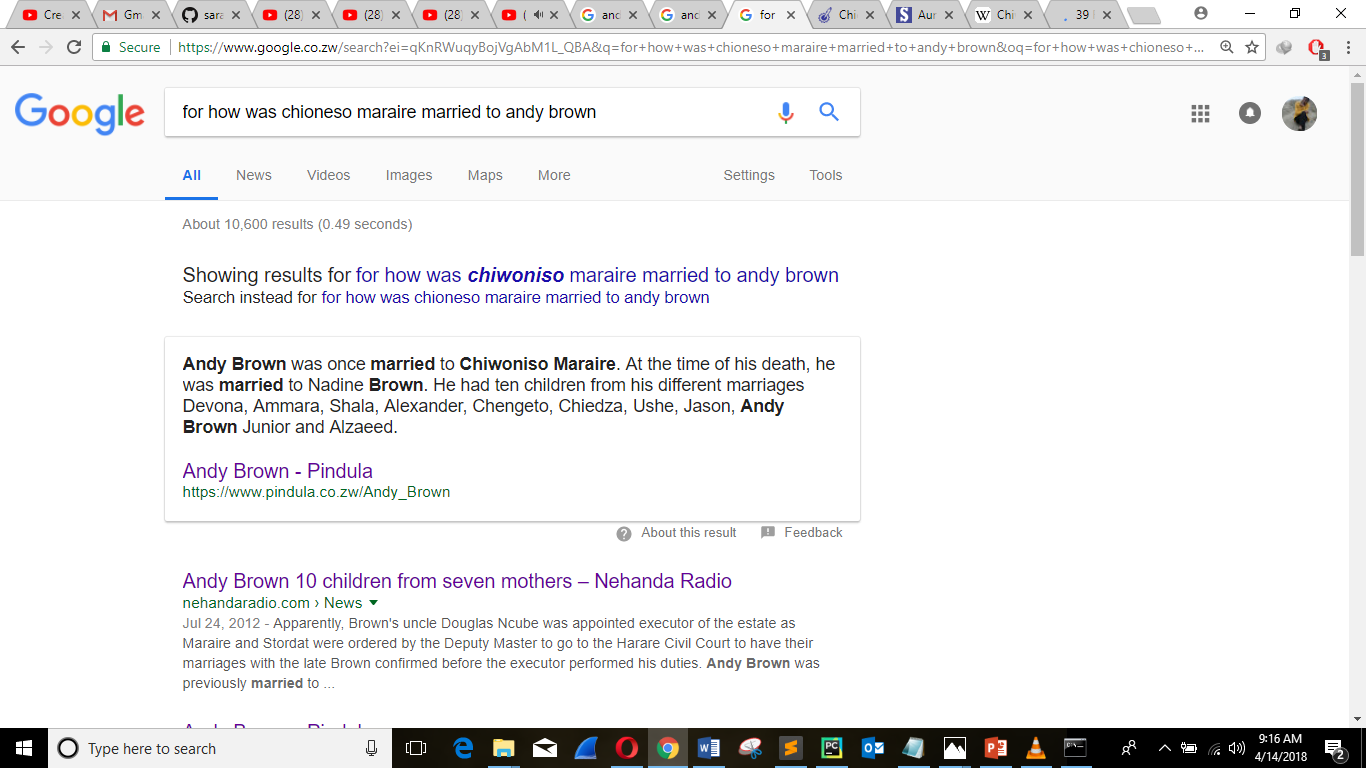 Cre
Gm
sara
(28)
(28)
(28)
(
and
and
for
Chi
Aur
Chi
39
Secure
https://www.google.co.zw/search?ei=qKnRWuqyBojVgAbM1L_QBA&q=for+how+was+chioneso+maraire+married+to+andy+brown&oq=for+how+was+chioneso+...
3
Google
for how was chioneso maraire married to andy brown
All News Videos Images Maps More Settings Tools
About 10,600 results (0.49 seconds)
Showing results for for how was chiwoniso maraire married to andy brown
Search instead for for how was chioneso maraire married to andy brown
Andy Brown was once married to Chiwoniso Maraire. At the time of his death, he
was married to Nadine Brown. He had ten children from his different marriages
Devona, Ammara, Shala, Alexander, Chengeto, Chiedza, Ushe, Jason, Andy
Brown Junior and Alzaeed.
Andy Brown - Pindula
https://www.pindula.co.zw/Andy_Brown
About this result Feedback
Andy Brown 10 children from seven mothers – Nehanda Radio
nehandaradio.com › News
Jul 24, 2012 - Apparently, Brown's uncle Douglas Ncube was appointed executor of the estate as
Maraire and Stordat were ordered by the Deputy Master to go to the Harare Civil Court to have their
marriages with the late Brown confirmed before the executor performed his duties. Andy Brown was
previously married to ...
Type here to search
9:16 AM
4/14/2018
2